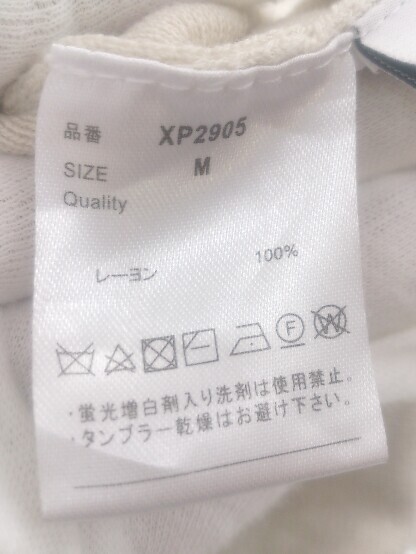 品番 XP2905
SIZE M
Quality
レーヨン 100%
F W
・蛍光増白剤入り洗剤は使用禁止。
・タンブラー乾燥はお避け下さい。